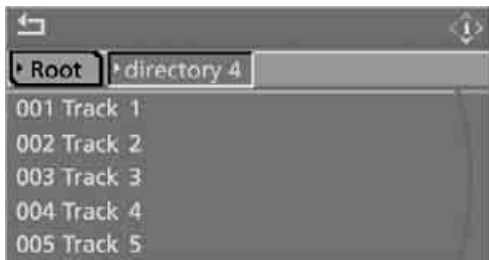 Root directory 4
001 Track 1
002 Track 2
003 Track 3
004 Track 4
005 Track 5